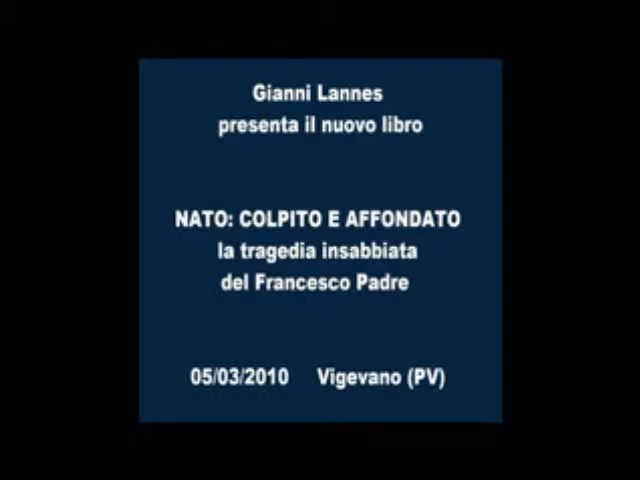 Gianni Lannes
presenta il nuovo libro
NATO: COLPITO E AFFONDATO
la tragedia insabbiata
del Francesco Padre
05/03/2010 Vigevano (PV)